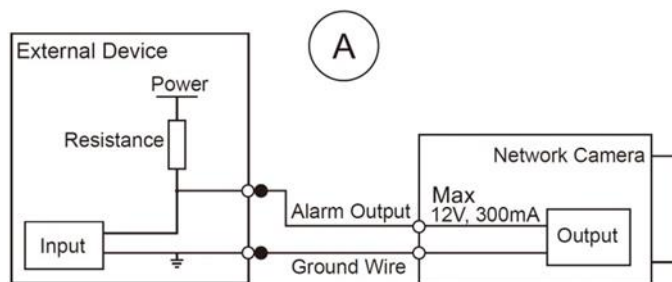 A
External Device
Power
Resistance
Network Camera
Max
12V, 300mA
Alarm Output
Input
Output
Ground Wire